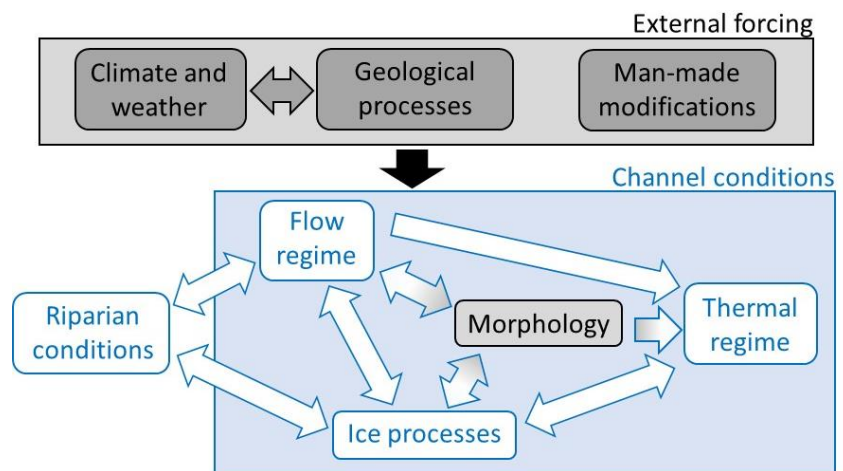 External forcing
Climate and
weather
Geological
processes
Man-made
modifications
Channel conditions
Flow
regime
Riparian
conditions
Morphology
Thermal
regime
Ice processes